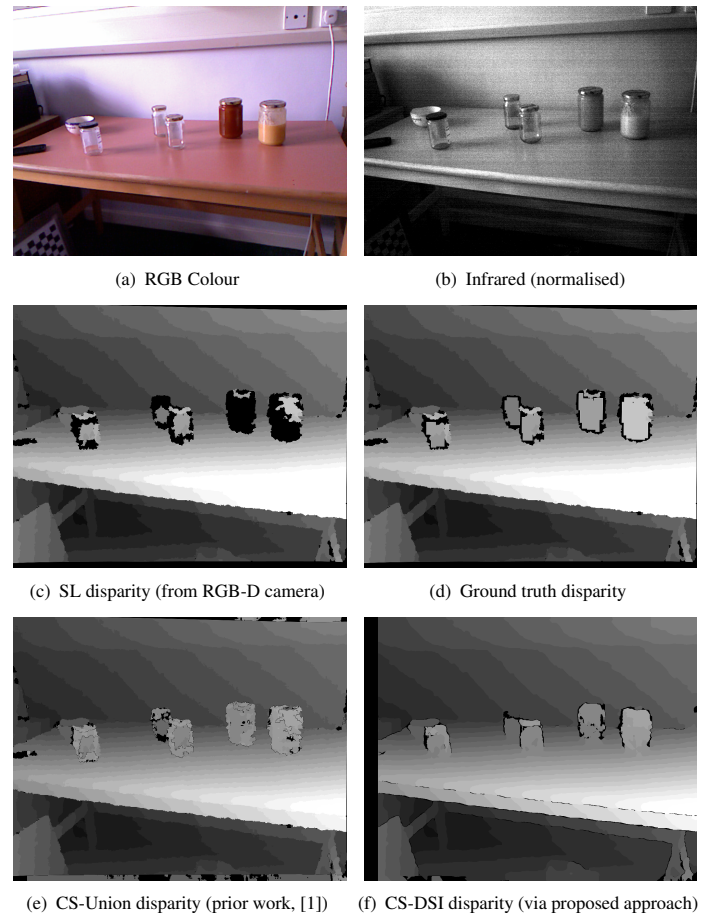 (a) RGB Colour
(b) Infrared (normalised)
(c) SL disparity (from RGB-D camera)
(d) Ground truth disparity
(e) CS-Union disparity (prior work, [1])
(f) CS-DSI disparity (via proposed approach)